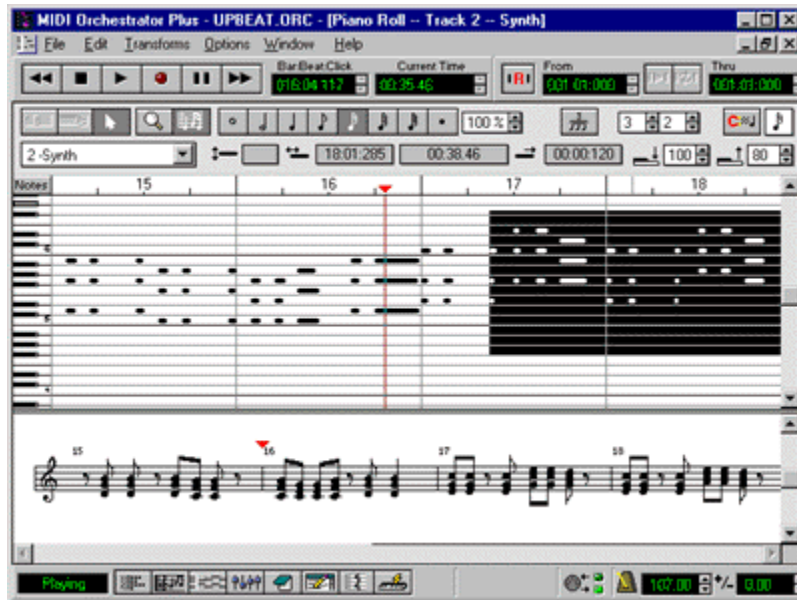 MIDI Orchestrator Plus - UPBEAT.ORC - [Piano Roll -- Track 2 -- Synth]
File Edit Transforms Options Window Help
Bar:Beat:Click Current Time From Thru
016:04:117 00:35:46 001:01:000 001:01:000
100 % 3 2
2 -Synth 18:01:285 00:38.46 00:00:120 100 80
Notes 15 16 17 18
15 16 17 18
Playing 107.00 +/- 0.00